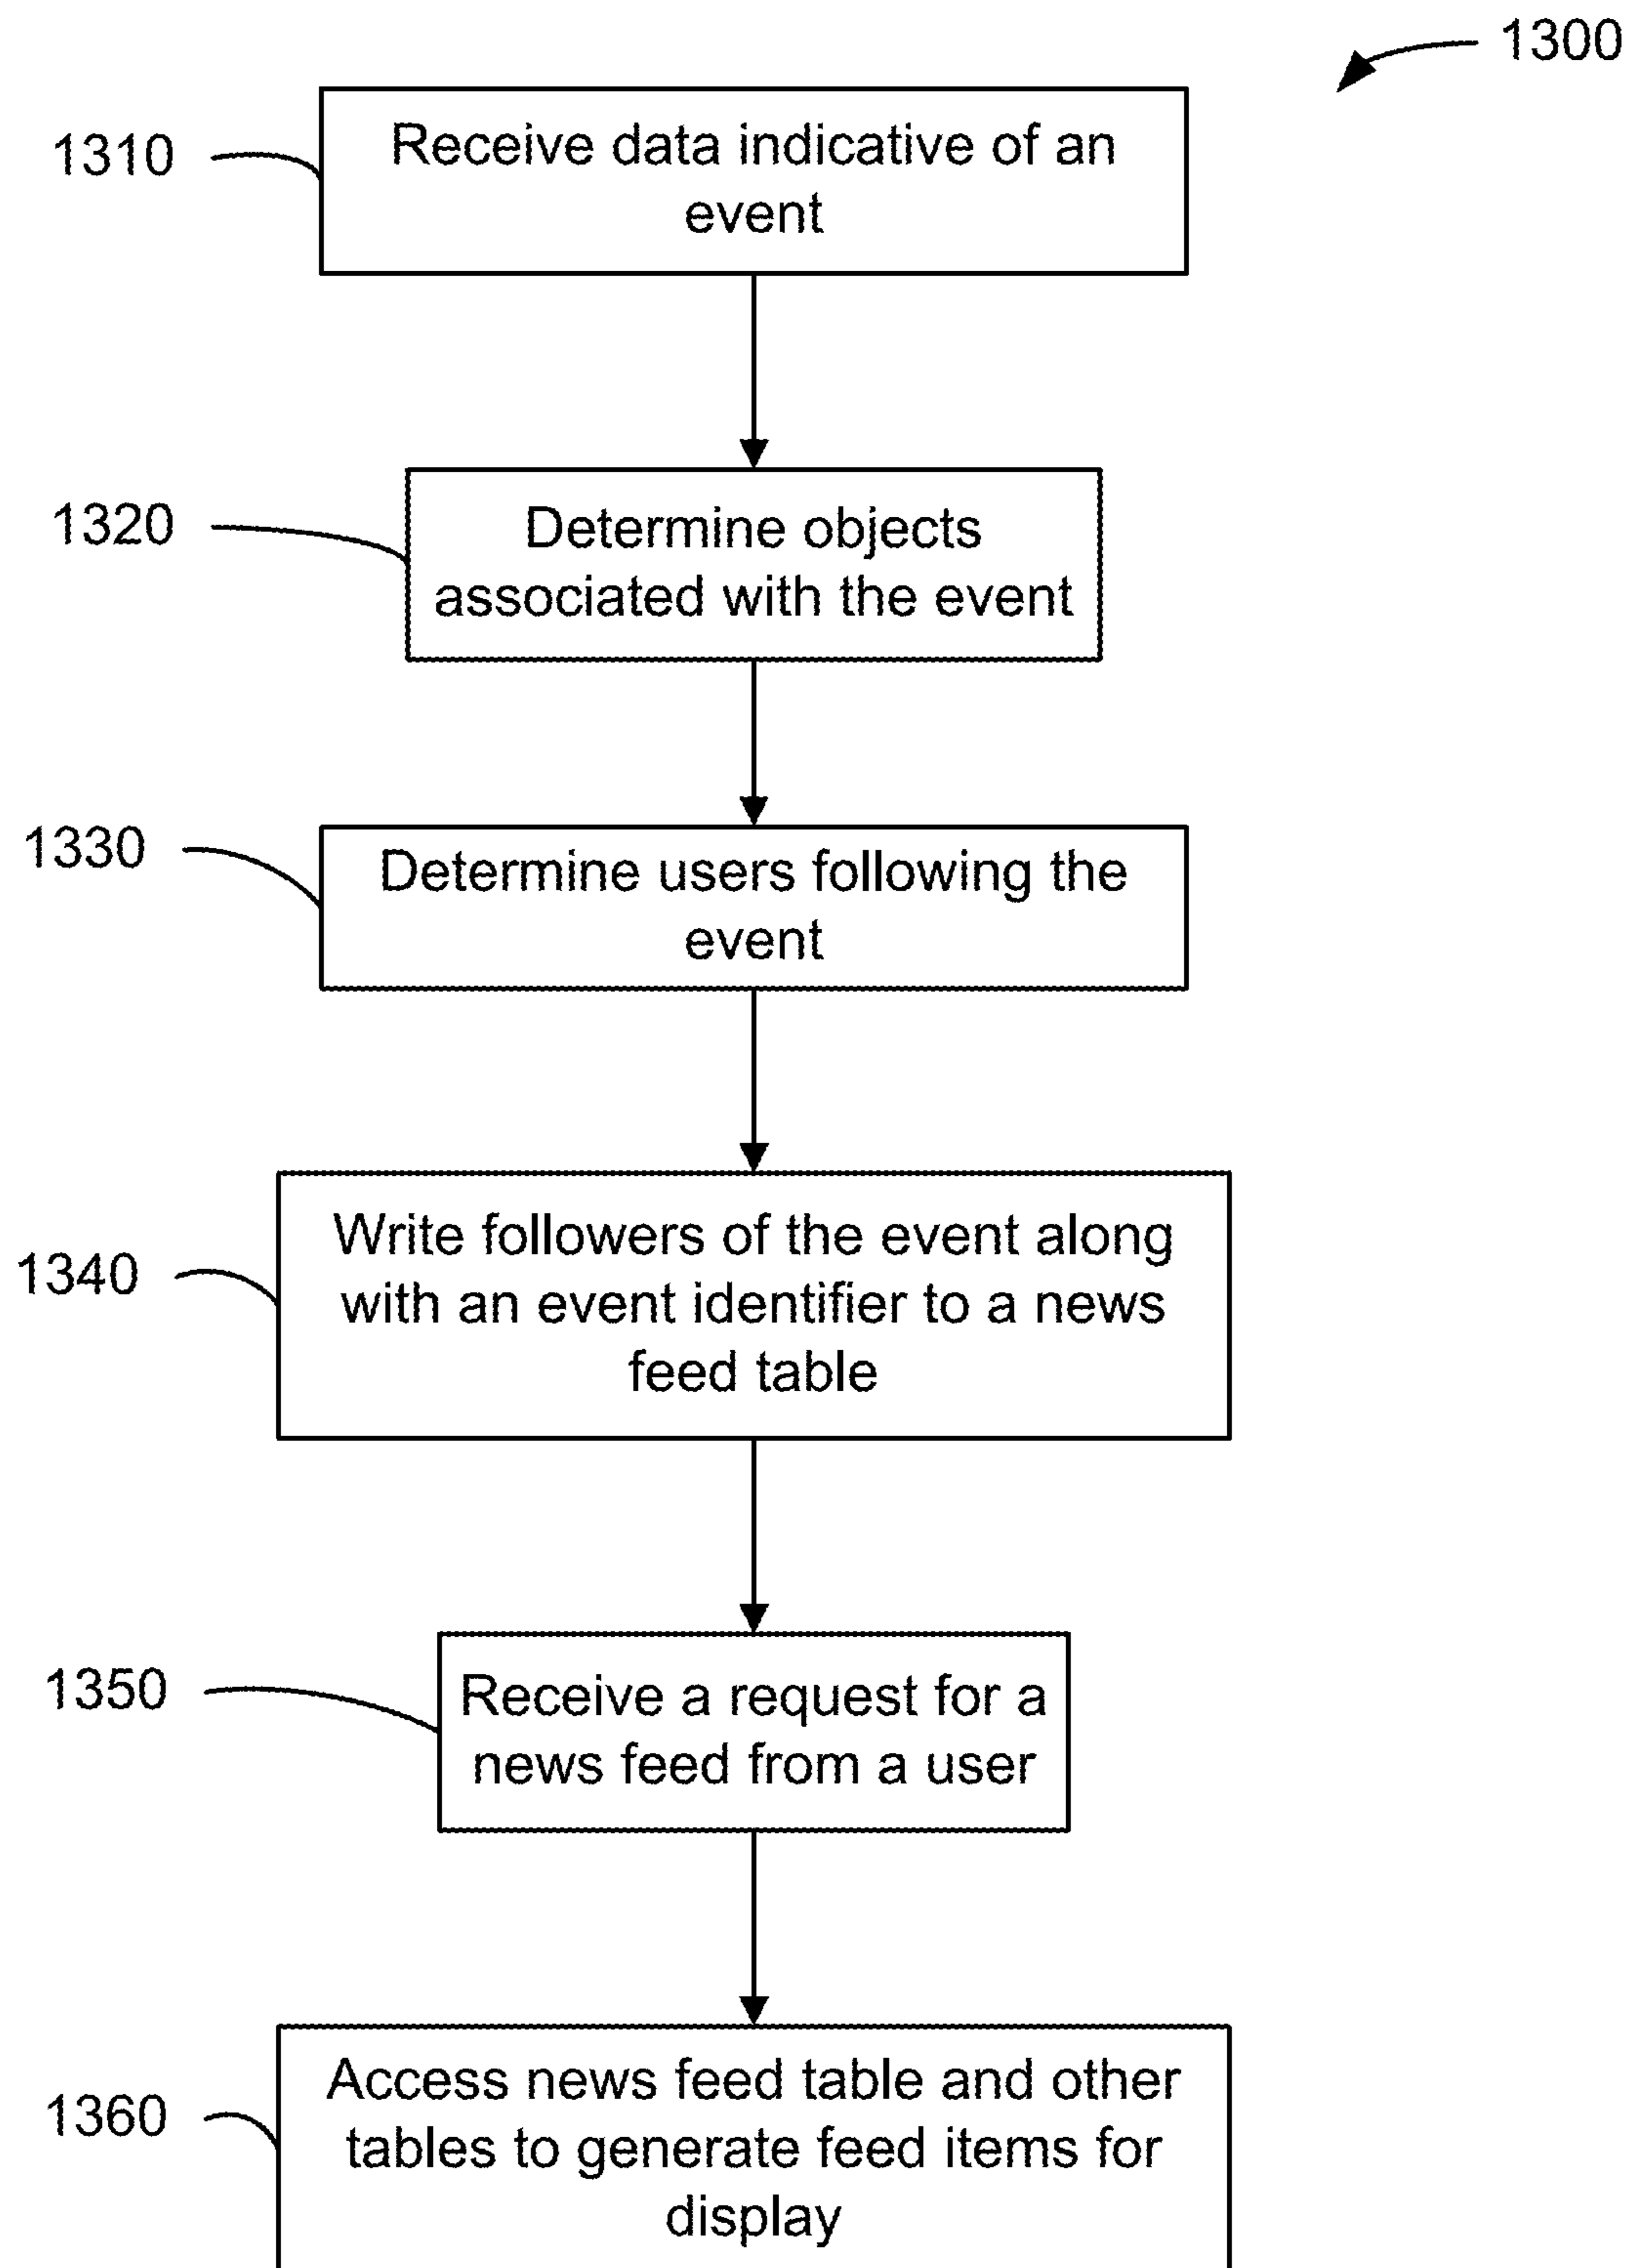 1300
1310
Receive data indicative of an
event
1320
Determine objects
associated with the event
1330
Determine users following the
event
1340
Write followers of the event along
with an event identifier to a news
feed table
1350
Receive a request for a
news feed from a user
1360
Access news feed table and other
tables to generate feed items for
display